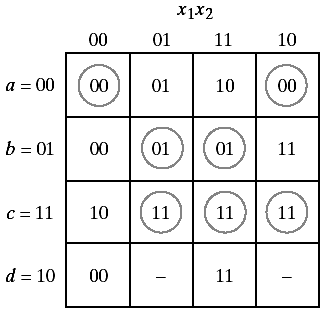 x₁x₂
00 01 11 10
a = 00 00 01 10 00
b = 01 00 01 01 11
c = 11 10 11 11 11
d = 10 00 – 11 –